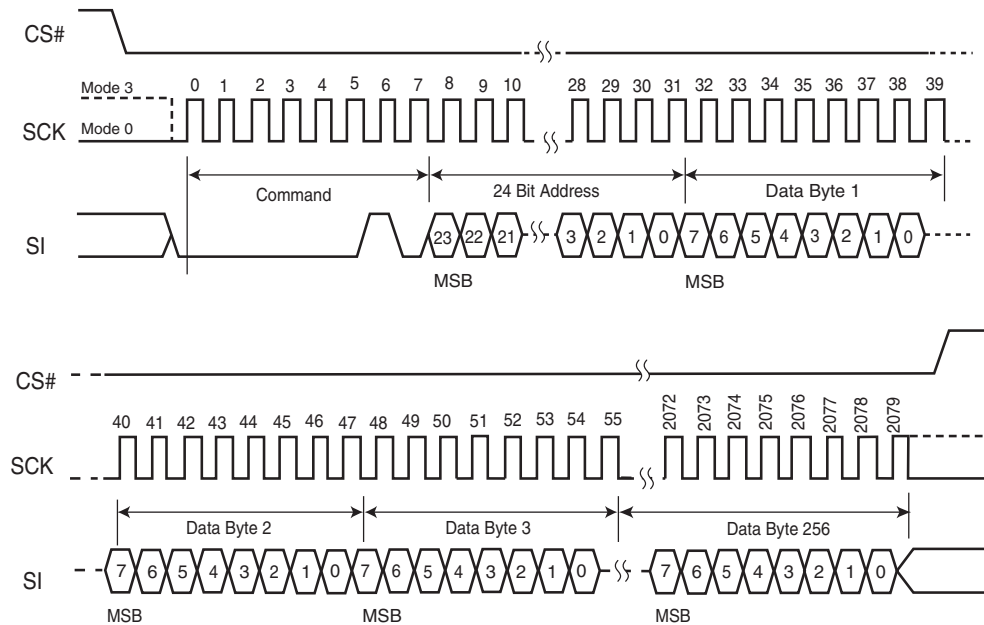 CS#
Mode 3
SCK
Mode 0
0 1 2 3 4 5 6 7 8 9 10 28 29 30 31 32 33 34 35 36 37 38 39
Command
24 Bit Address
Data Byte 1
SI
23 22 21 3 2 1 0 7 6 5 4 3 2 1 0
MSB
MSB
CS#
40 41 42 43 44 45 46 47 48 49 50 51 52 53 54 55 2072 2073 2074 2075 2076 2077 2078 2079
SCK
Data Byte 2
Data Byte 3
Data Byte 256
SI
7 6 5 4 3 2 1 0 7 6 5 4 3 2 1 0 7 6 5 4 3 2 1 0
MSB
MSB
MSB